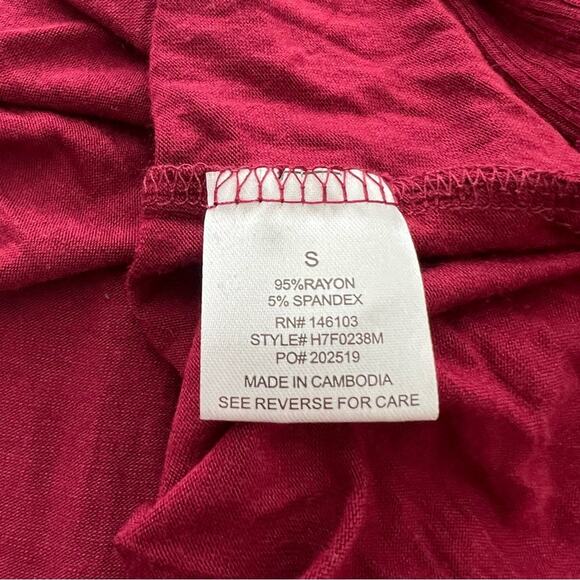 S
95%RAYON
5% SPANDEX
RN# 146103
STYLE# H7F0238M
PO# 202519
MADE IN CAMBODIA
SEE REVERSE FOR CARE